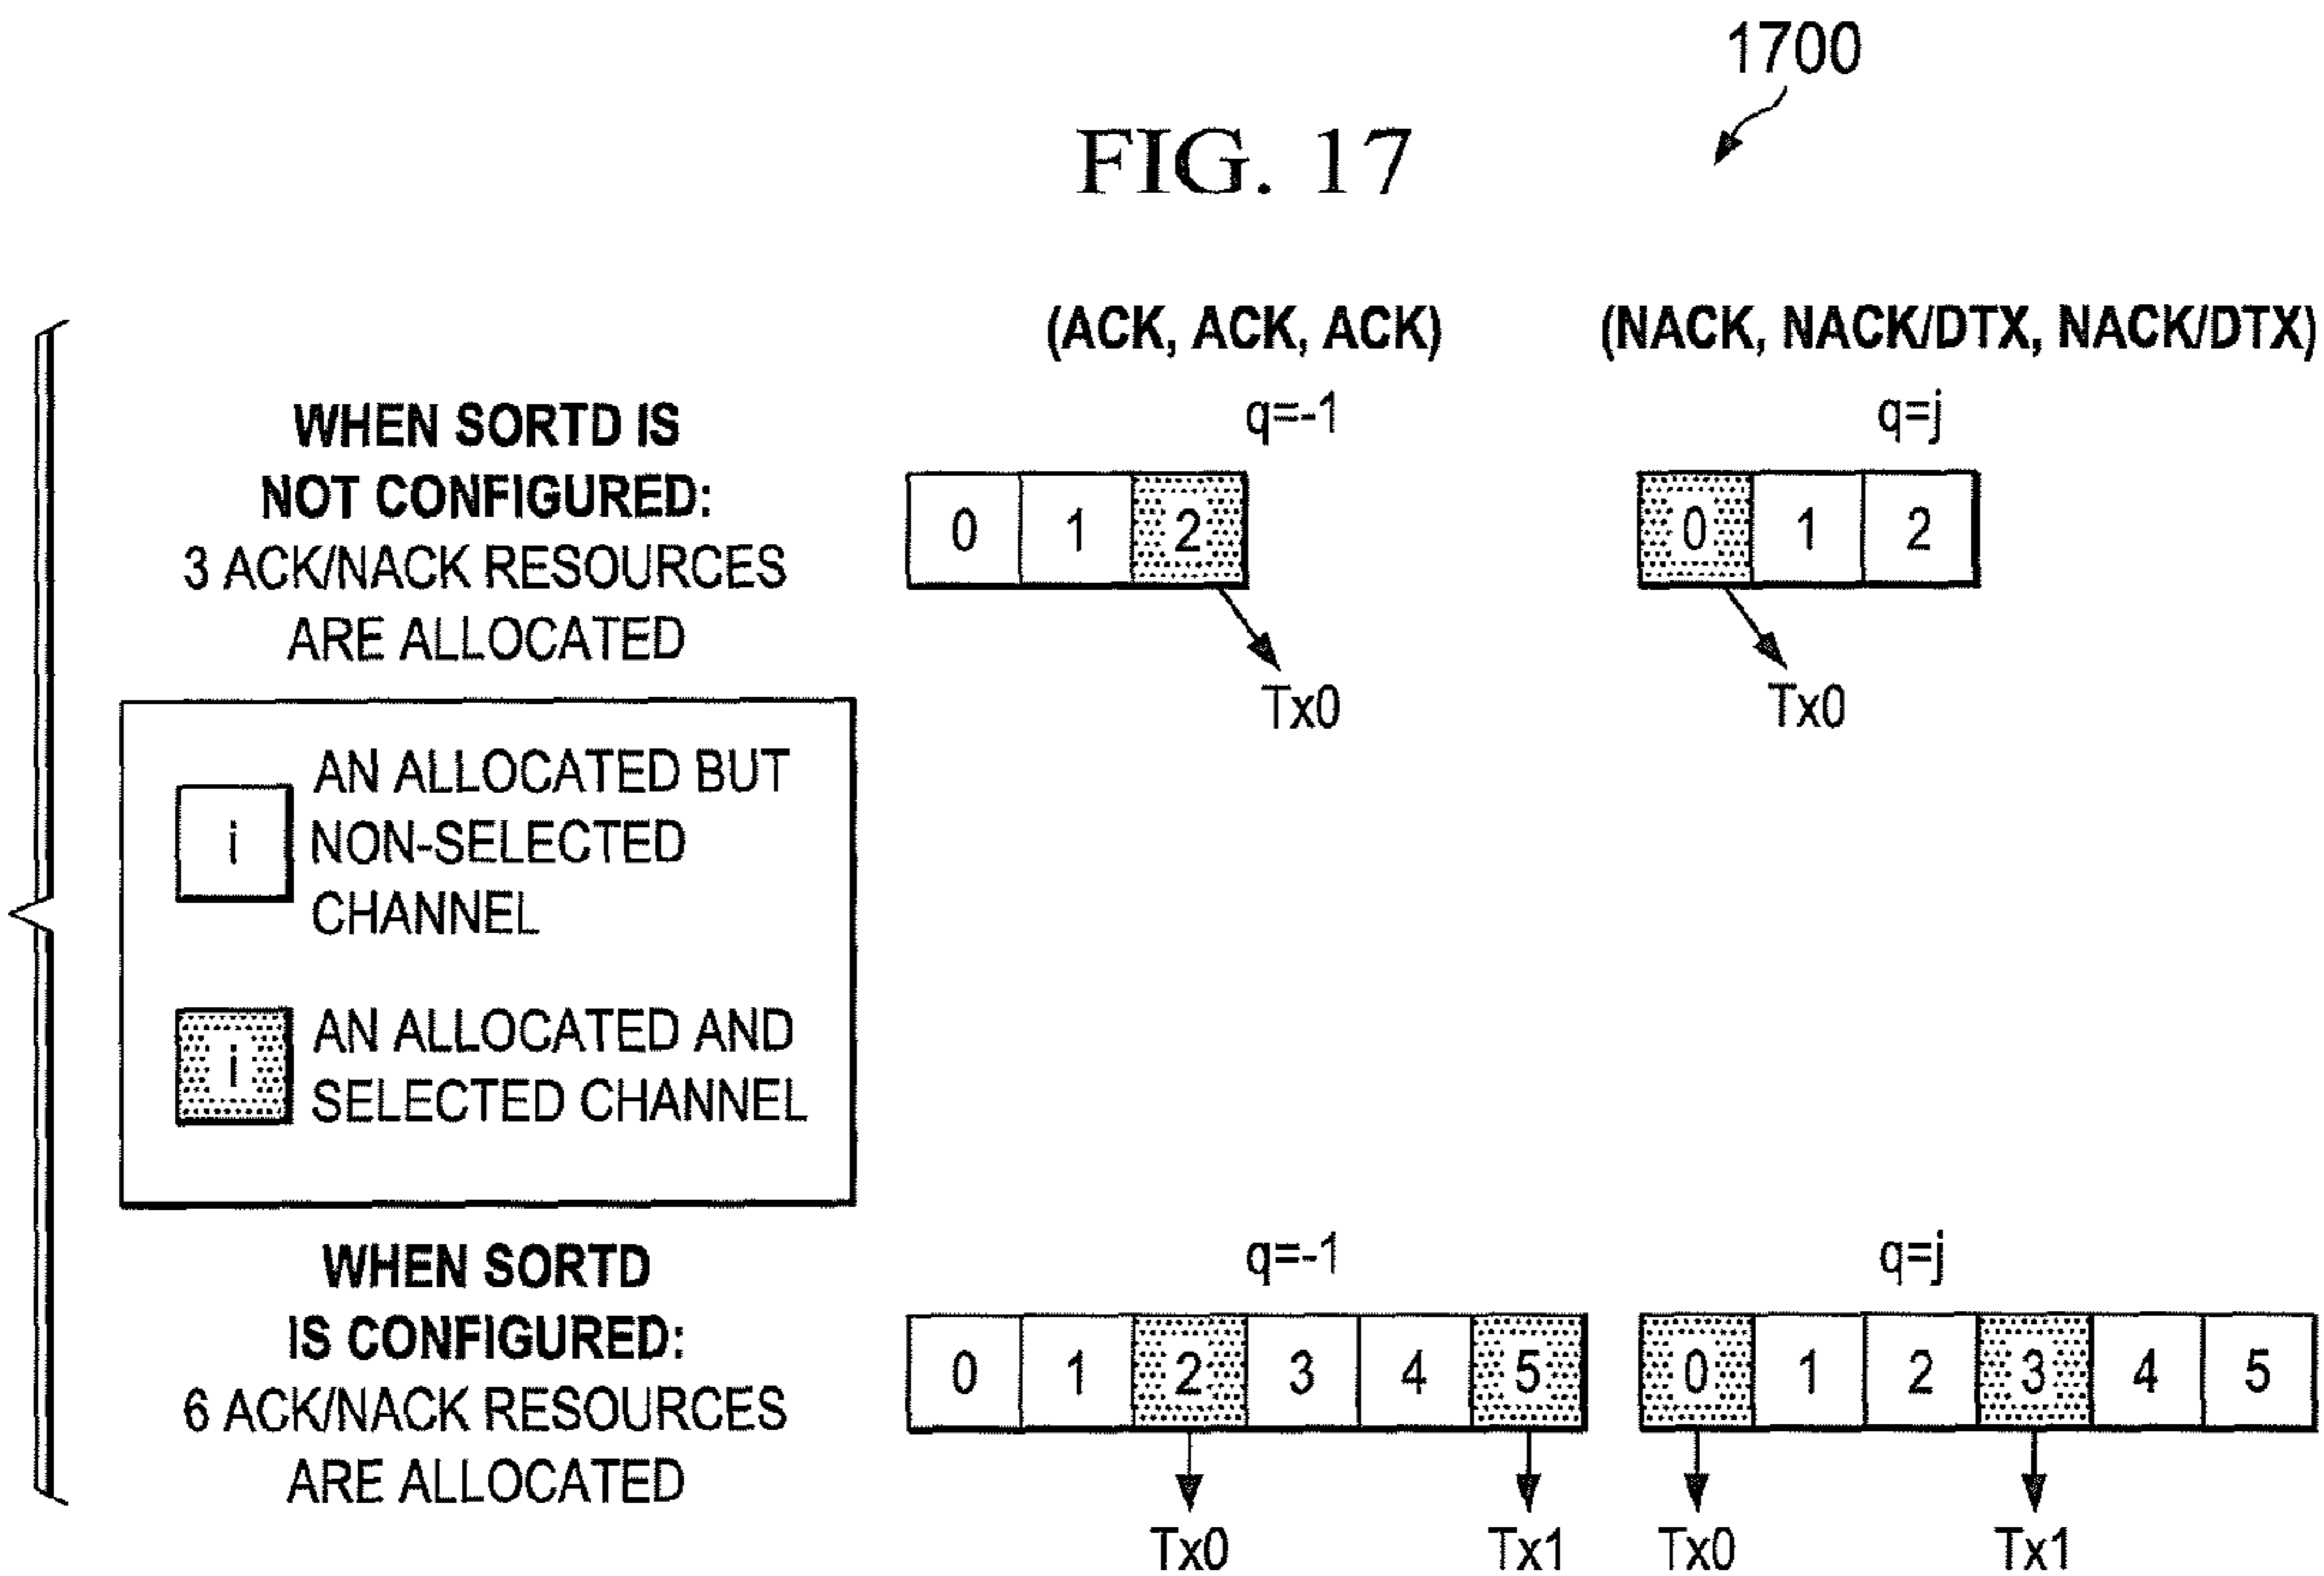 1700
FIG. 17
(ACK, ACK, ACK)
(NACK, NACK/DTX, NACK/DTX)
WHEN SORTD IS
NOT CONFIGURED:
3 ACK/NACK RESOURCES
ARE ALLOCATED
q=-1
0 1 2
Tx0
q=j
0 1 2
Tx0
i
AN ALLOCATED BUT
NON-SELECTED
CHANNEL
i
AN ALLOCATED AND
SELECTED CHANNEL
WHEN SORTD
IS CONFIGURED:
6 ACK/NACK RESOURCES
ARE ALLOCATED
q=-1
0 1 2 3 4 5
Tx0 Tx1
q=j
0 1 2 3 4 5
Tx0 Tx1